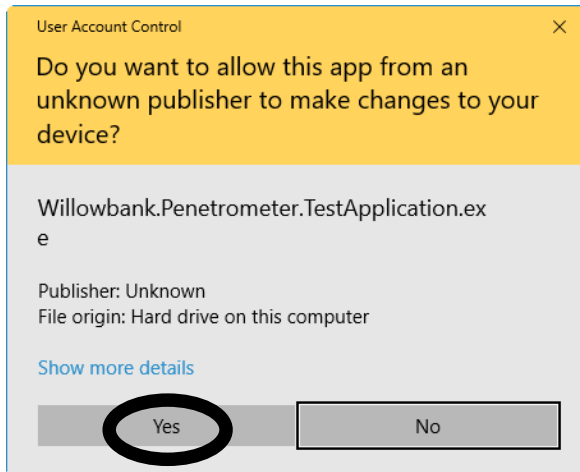 User Account Control
Do you want to allow this app from an
unknown publisher to make changes to your
device?
Willowbank.Penetrometer.TestApplication.ex
e
Publisher: Unknown
File origin: Hard drive on this computer
Show more details
Yes No